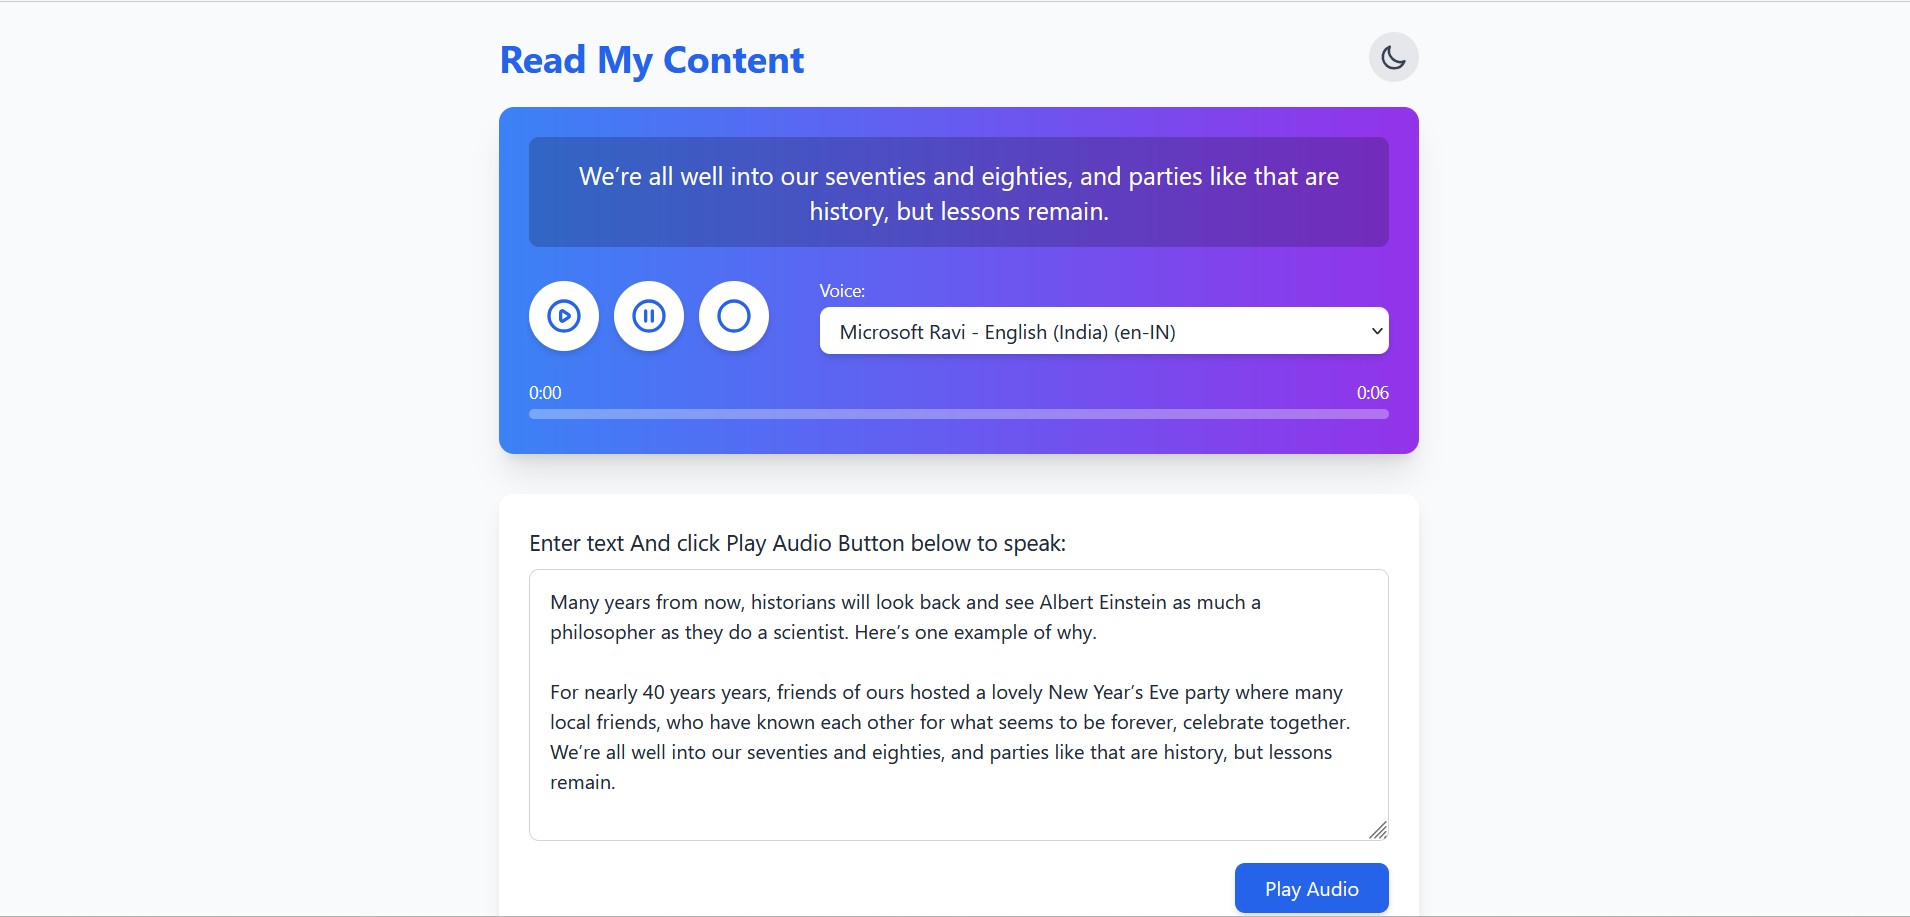 Read My Content
We’re all well into our seventies and eighties, and parties like that are
history, but lessons remain.
Voice:
Microsoft Ravi - English (India) (en-IN)
0:00
0:06
Enter text And click Play Audio Button below to speak:
Many years from now, historians will look back and see Albert Einstein as much a
philosopher as they do a scientist. Here’s one example of why.
For nearly 40 years years, friends of ours hosted a lovely New Year’s Eve party where many
local friends, who have known each other for what seems to be forever, celebrate together.
We’re all well into our seventies and eighties, and parties like that are history, but lessons
remain.
Play Audio